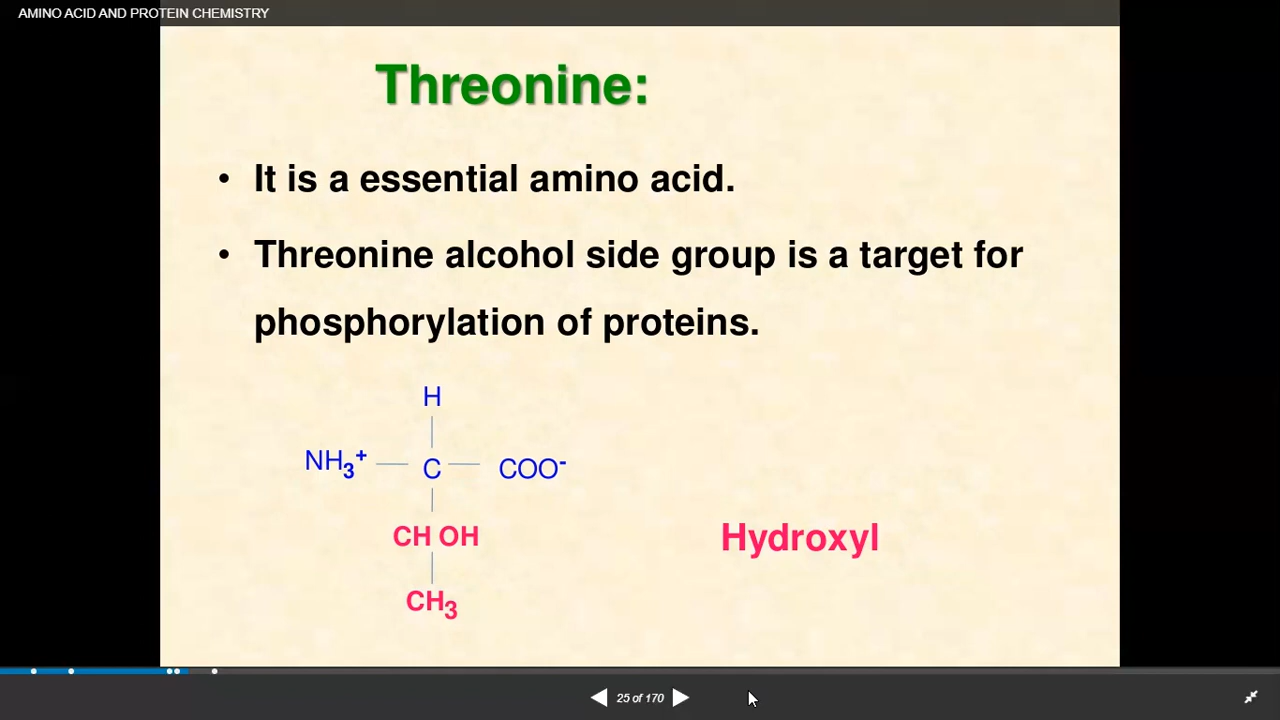 AMINO ACID AND PROTEIN CHEMISTRY
Threonine:
• It is a essential amino acid.
• Threonine alcohol side group is a target for
phosphorylation of proteins.
H
NH₃⁺ C COO⁻
CH OH
Hydroxyl
CH₃
25 of 170